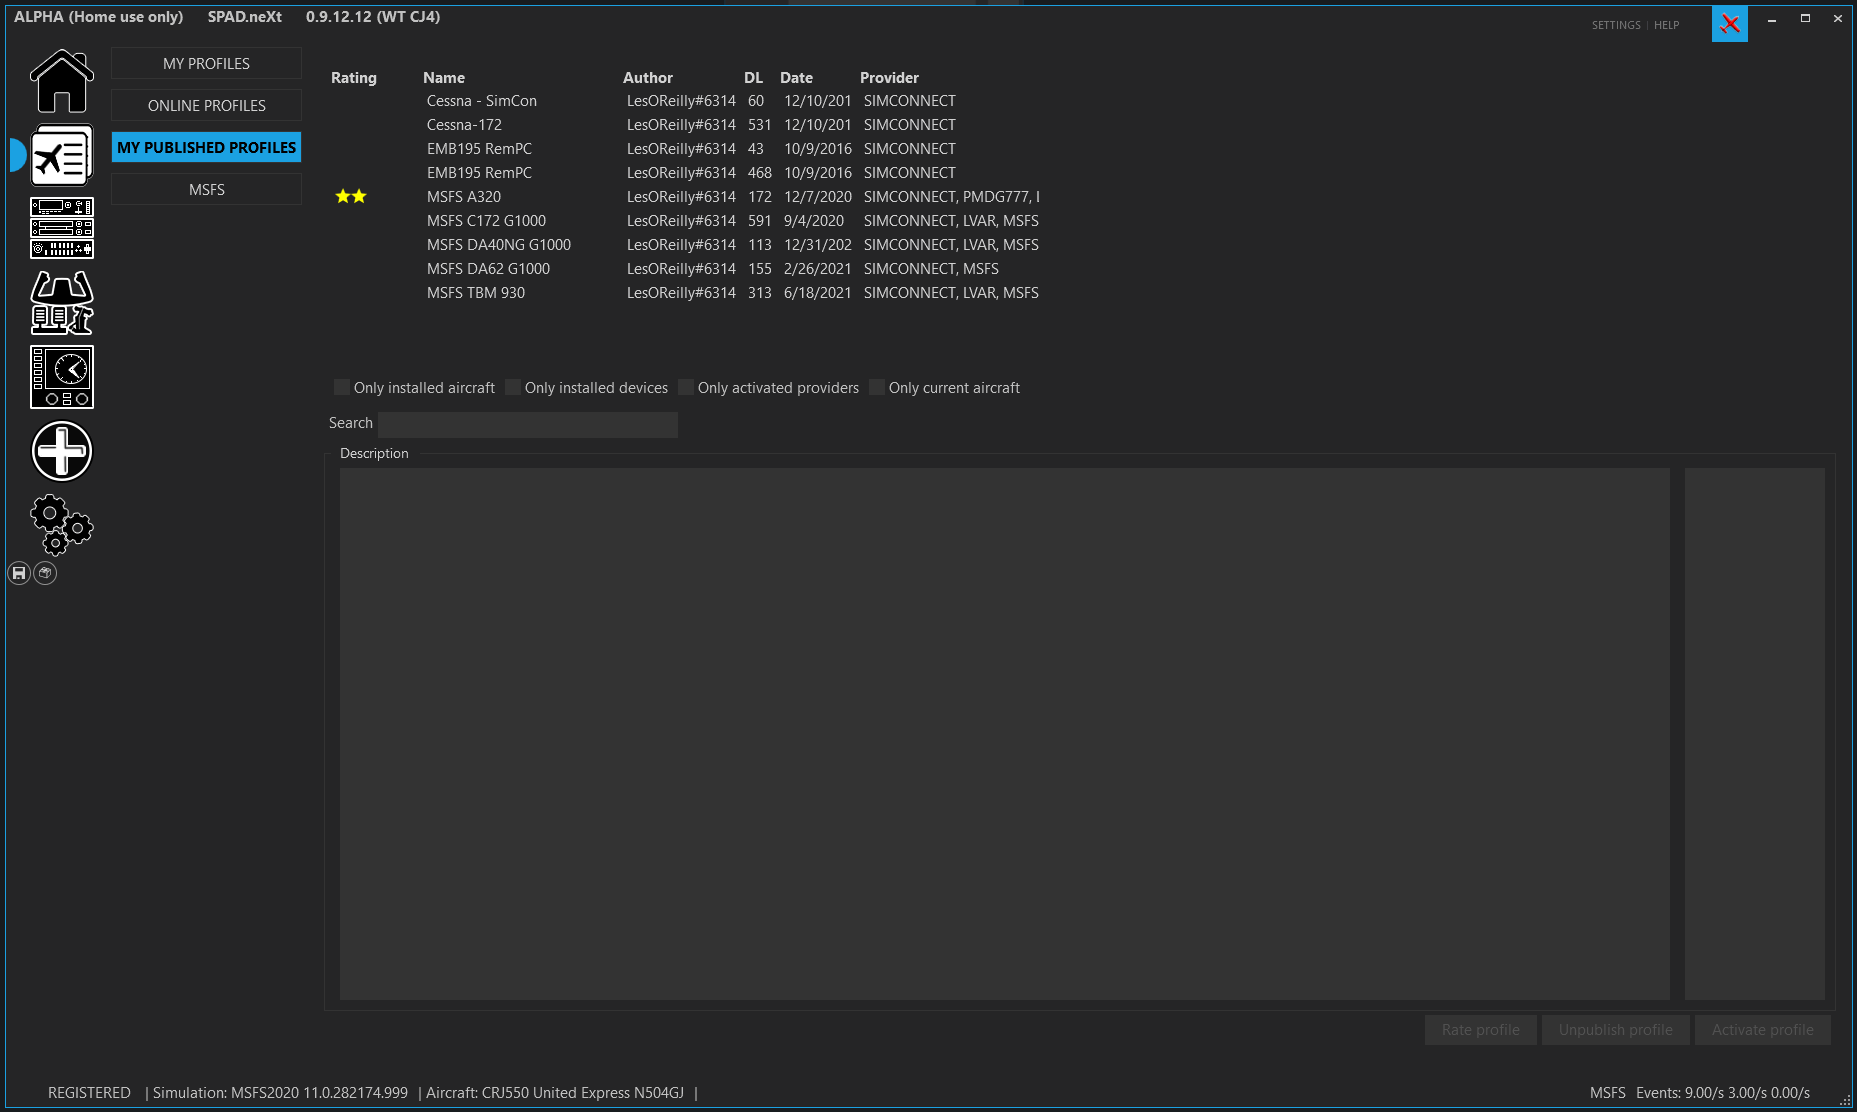 ALPHA (Home use only) SPAD.neXt 0.9.12.12 (WT CJ4)
SETTINGS | HELP
MY PROFILES
ONLINE PROFILES
MY PUBLISHED PROFILES
MSFS
Rating Name Author DL Date Provider
Cessna - SimCon LesOReilly#6314 60 12/10/201 SIMCONNECT
Cessna-172 LesOReilly#6314 531 12/10/201 SIMCONNECT
EMB195 RemPC LesOReilly#6314 43 10/9/2016 SIMCONNECT
EMB195 RemPC LesOReilly#6314 468 10/9/2016 SIMCONNECT
MSFS A320 LesOReilly#6314 172 12/7/2020 SIMCONNECT, PMDG777, I
MSFS C172 G1000 LesOReilly#6314 591 9/4/2020 SIMCONNECT, LVAR, MSFS
MSFS DA40NG G1000 LesOReilly#6314 113 12/31/202 SIMCONNECT, LVAR, MSFS
MSFS DA62 G1000 LesOReilly#6314 155 2/26/2021 SIMCONNECT, MSFS
MSFS TBM 930 LesOReilly#6314 313 6/18/2021 SIMCONNECT, LVAR, MSFS
Only installed aircraft Only installed devices Only activated providers Only current aircraft
Search
Description
Rate profile Unpublish profile Activate profile
REGISTERED | Simulation: MSFS2020 11.0.282174.999 | Aircraft: CRJ550 United Express N504GJ | MSFS Events: 9.00/s 3.00/s 0.00/s